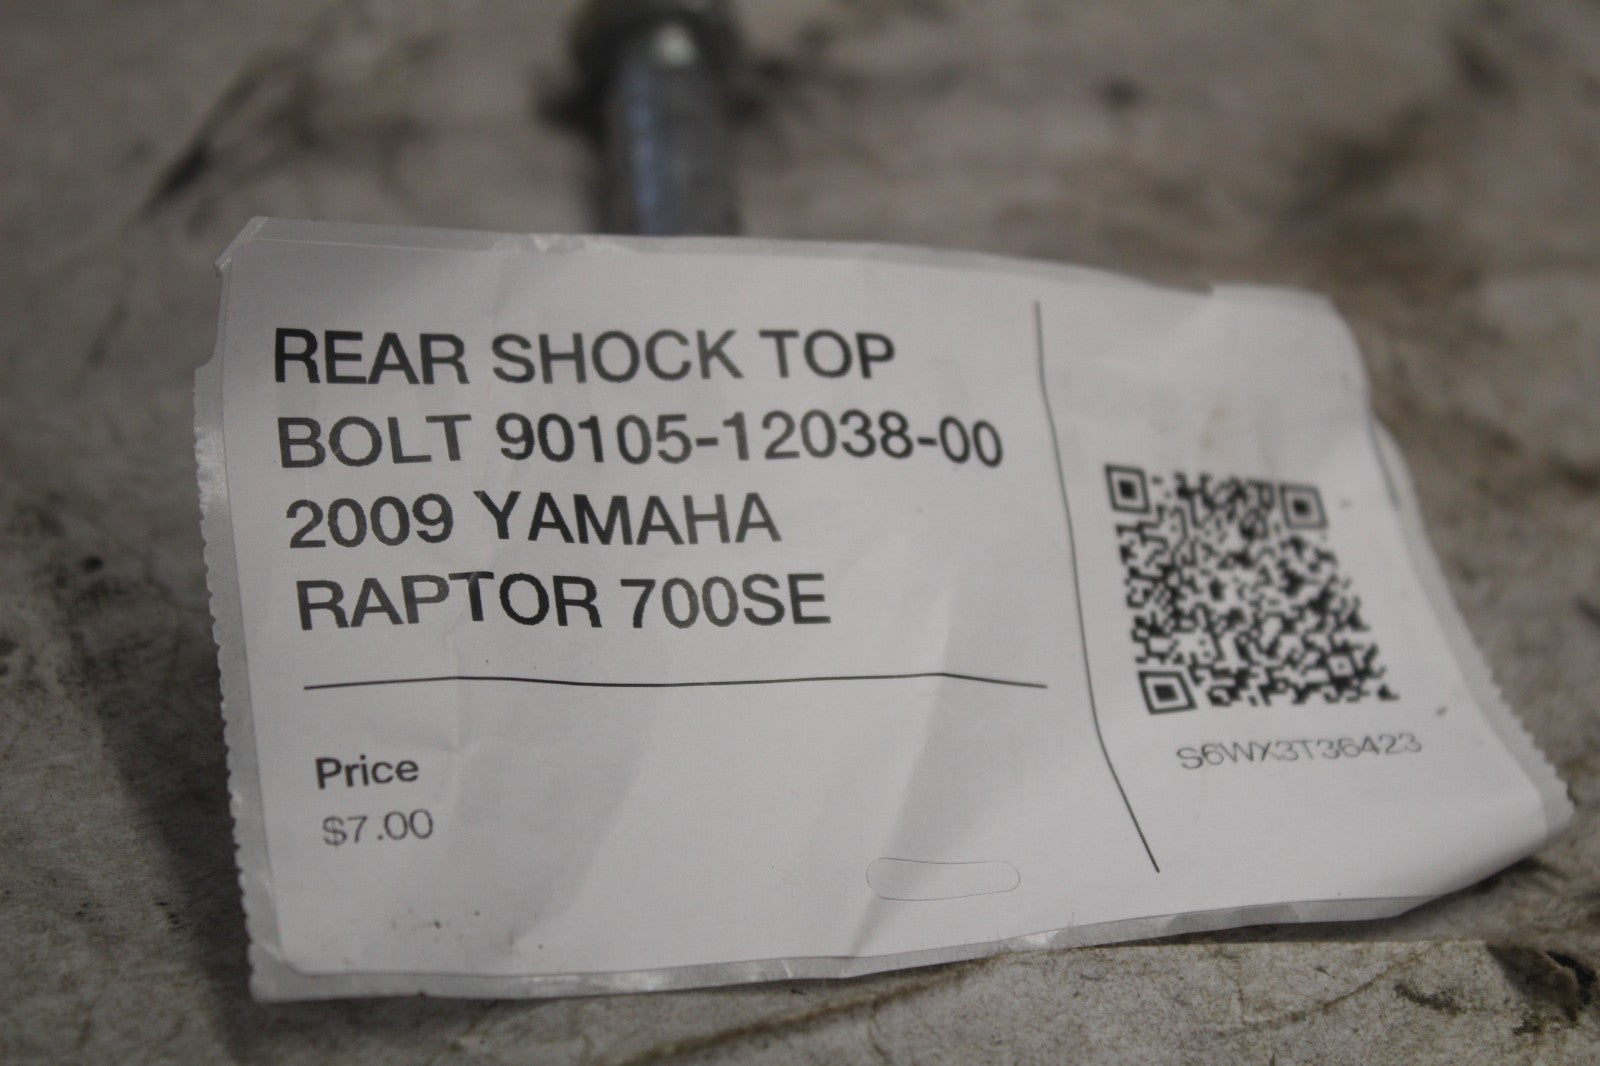 REAR SHOCK TOP
BOLT 90105-12038-00
2009 YAMAHA
RAPTOR 700SE
Price
$7.00
S6WX3T36423